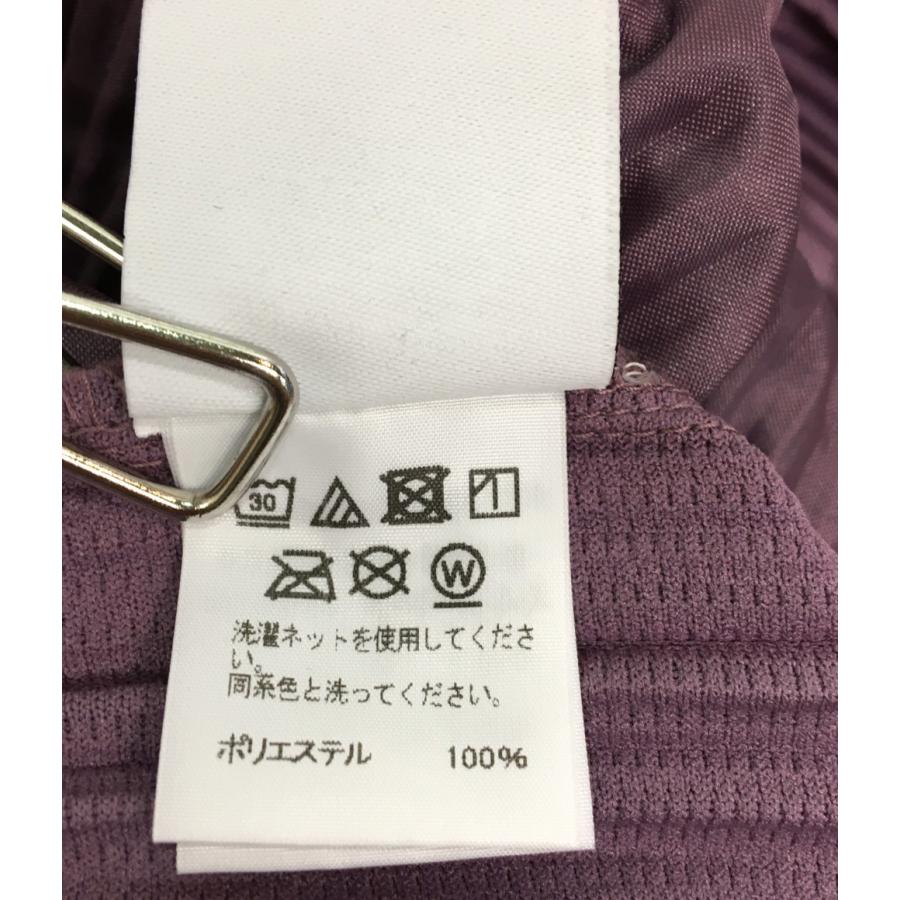 30
W
洗濯ネットを使用してくださ
い。
同系色と洗ってください。
ポリエステル 100%